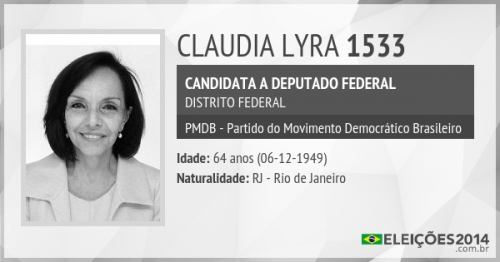 CLAUDIA LYRA 1533
CANDIDATA A DEPUTADO FEDERAL
DISTRITO FEDERAL
PMDB - Partido do Movimento Democrático Brasileiro
Idade: 64 anos (06-12-1949)
Naturalidade: RJ - Rio de Janeiro
ELEIÇÕES2014
.com.br